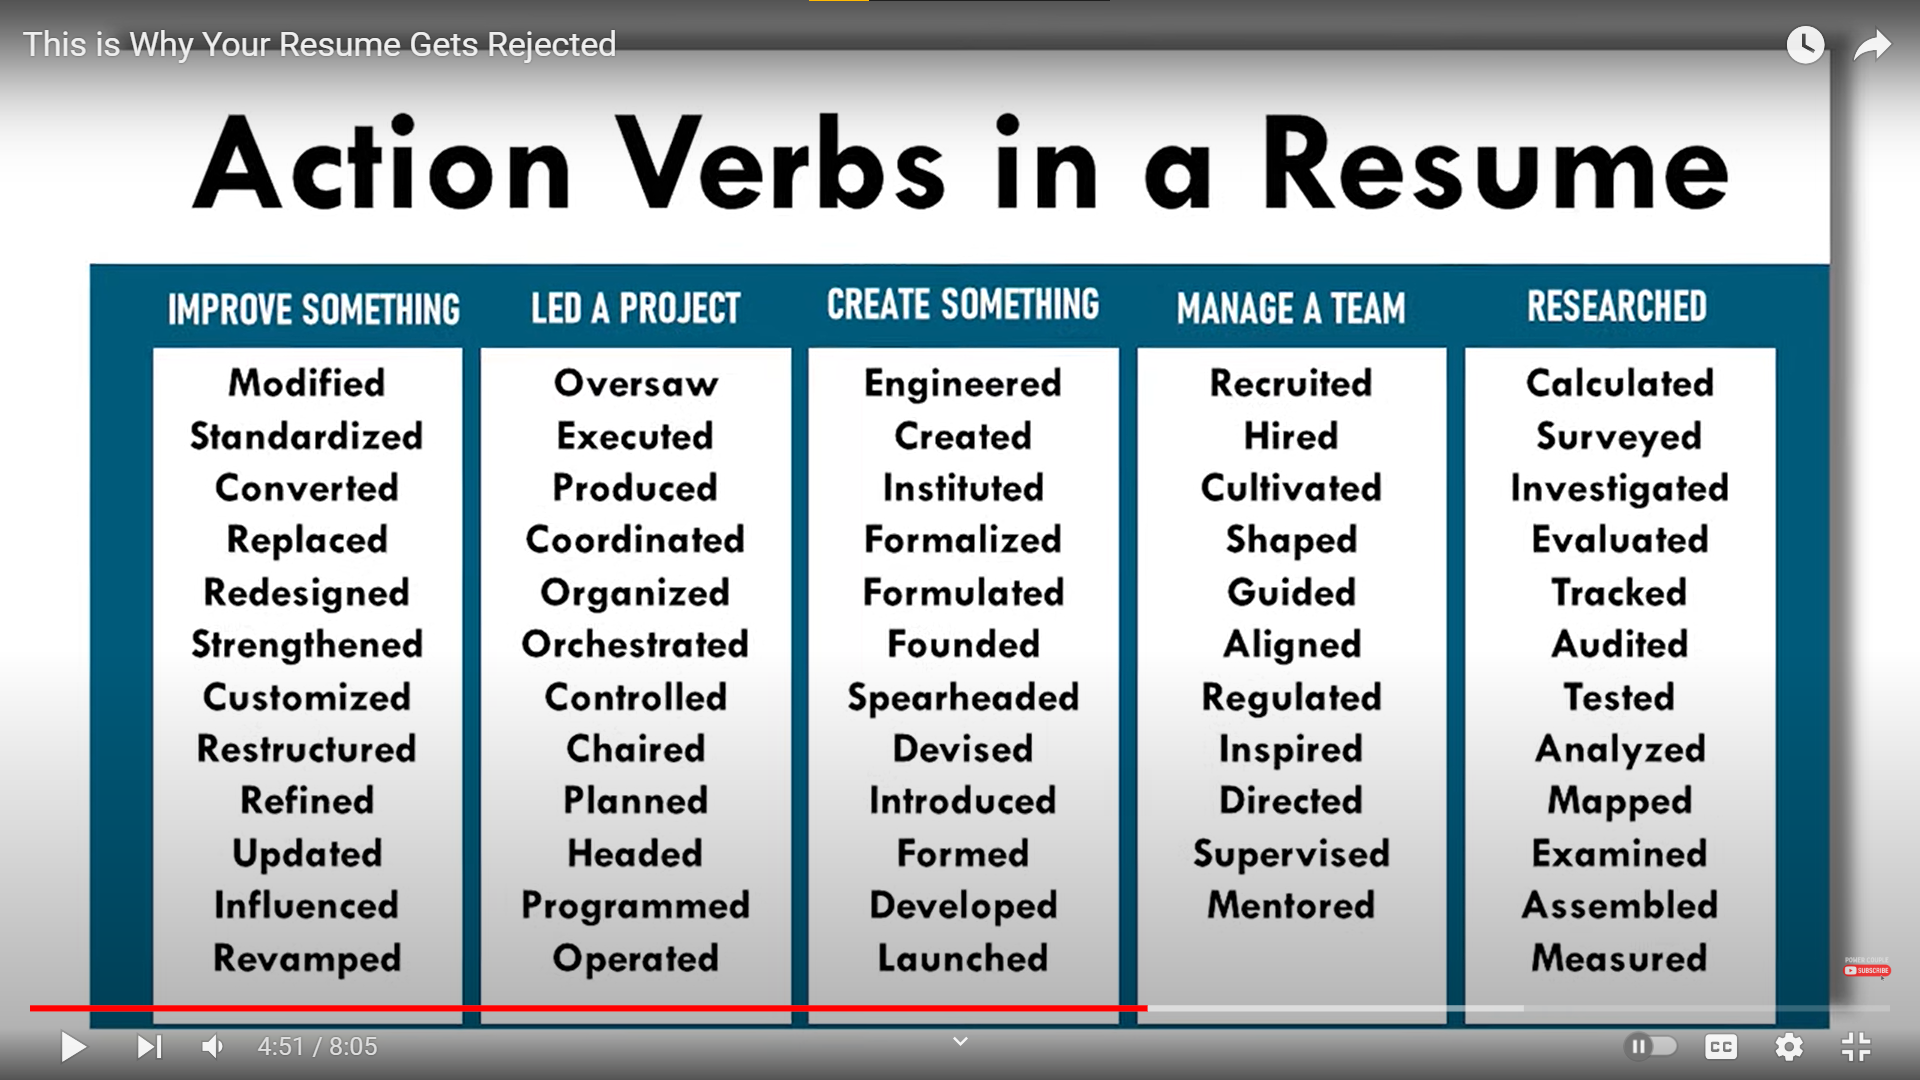 This is Why Your Resume Gets Rejected
Action Verbs in a Resume
IMPROVE SOMETHING
Modified
Standardized
Converted
Replaced
Redesigned
Strengthened
Customized
Restructured
Refined
Updated
Influenced
Revamped
LED A PROJECT
Oversaw
Executed
Produced
Coordinated
Organized
Orchestrated
Controlled
Chaired
Planned
Headed
Programmed
Operated
CREATE SOMETHING
Engineered
Created
Instituted
Formalized
Formulated
Founded
Spearheaded
Devised
Introduced
Formed
Developed
Launched
MANAGE A TEAM
Recruited
Hired
Cultivated
Shaped
Guided
Aligned
Regulated
Inspired
Directed
Supervised
Mentored
RESEARCHED
Calculated
Surveyed
Investigated
Evaluated
Tracked
Audited
Tested
Analyzed
Mapped
Examined
Assembled
Measured
POWER COUPLE
SUBSCRIBE
4:51 / 8:05
CC